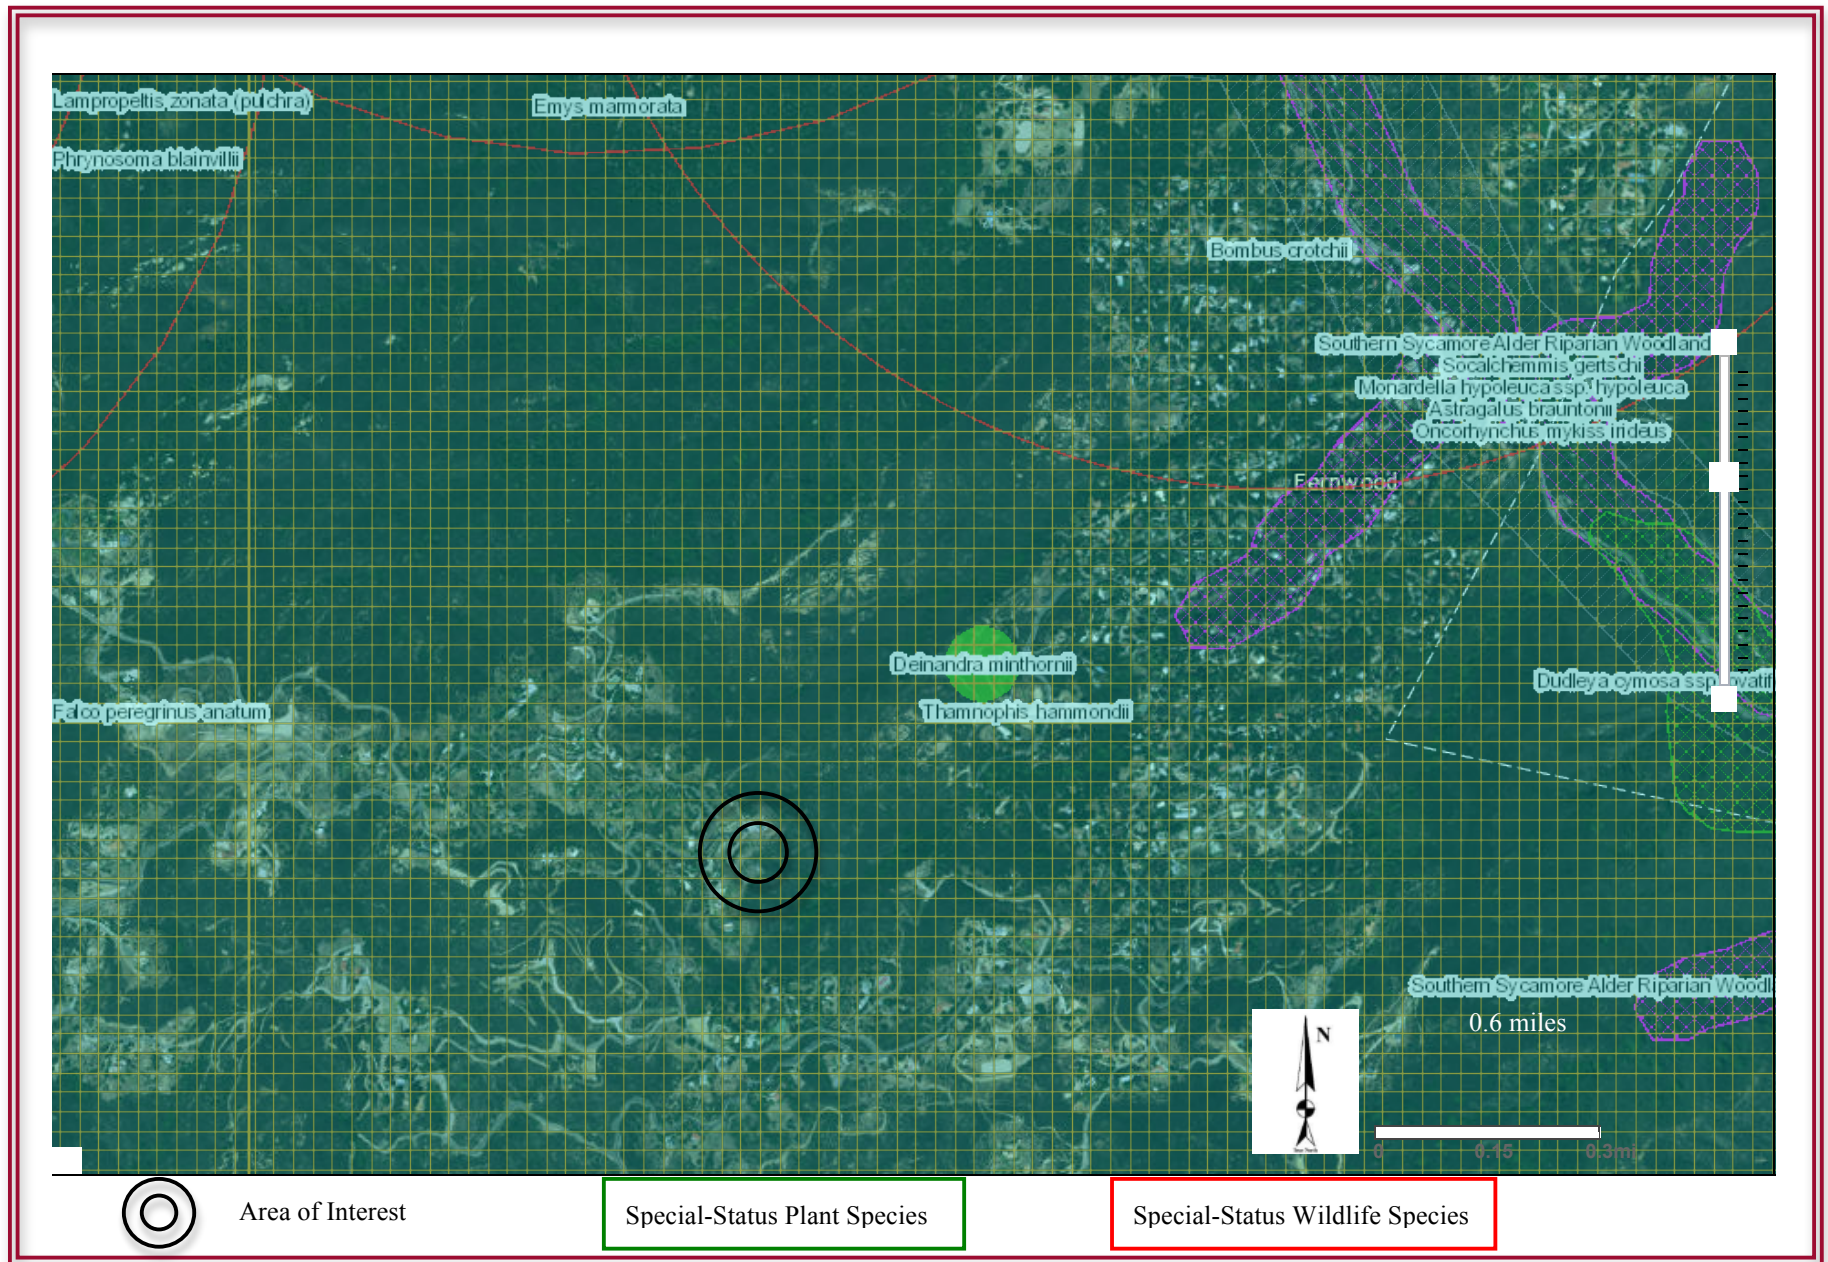 Lampropeltis zonata (pulchra)
Emys marmorata
Phrynosoma blainvillii
Bombus crotchii
Southern Sycamore Alder Riparian Woodland
Socalchemmis gertschi
Monardella hypoleuca ssp. hypoleuca
Astragalus brauntonii
Oncorhynchus mykiss irideus
Fernwood
Deinandra minthornii
Dudleya cymosa ssp. ovatif
Falco peregrinus anatum
Thamnophis hammondii
Southern Sycamore Alder Riparian Woodl
0.6 miles
N
0 0.15 0.3mi
Area of Interest
Special-Status Plant Species
Special-Status Wildlife Species